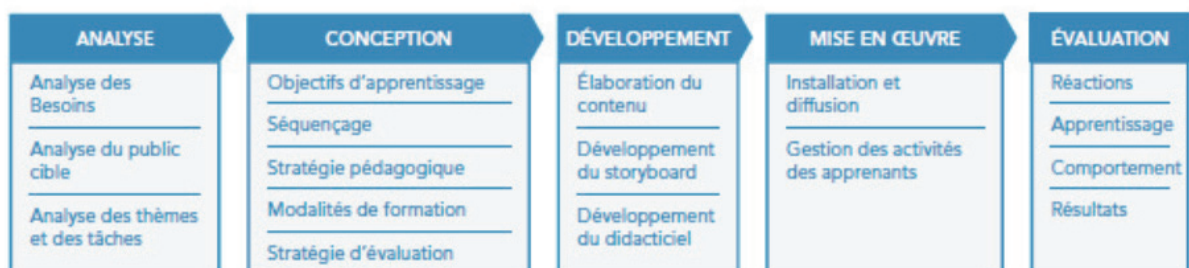 ANALYSE
Analyse des
Besoins
Analyse du public
cible
Analyse des thèmes
et des tâches
CONCEPTION
Objectifs d'apprentissage
Séquençage
Stratégie pédagogique
Modalités de formation
Stratégie d'évaluation
DÉVELOPPEMENT
Élaboration du
contenu
Développement
du storyboard
Développement
du didacticiel
MISE EN ŒUVRE
Installation et
diffusion
Gestion des activités
des apprenants
ÉVALUATION
Réactions
Apprentissage
Comportement
Résultats